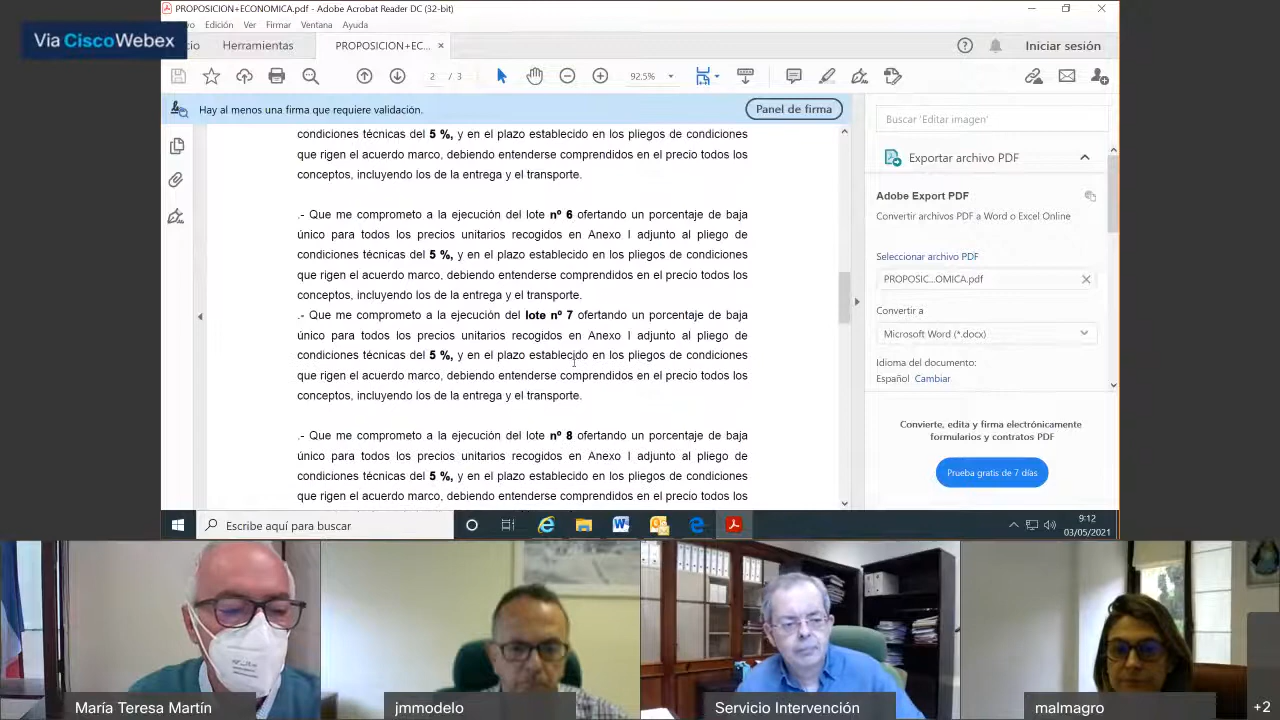 PROPOSICION+ECONOMICA.pdf - Adobe Acrobat Reader DC (32-bit)
Edición Ver Firmar Ventana Ayuda
Via Cisco Webex
Herramientas
PROPOSICION+EC...
Iniciar sesión
2 / 3
92.5%
Hay al menos una firma que requiere validación.
Panel de firma
condiciones técnicas del 5 %, y en el plazo establecido en los pliegos de condiciones
que rigen el acuerdo marco, debiendo entenderse comprendidos en el precio todos los
conceptos, incluyendo los de la entrega y el transporte.
.- Que me comprometo a la ejecución del lote nº 6 ofertando un porcentaje de baja
único para todos los precios unitarios recogidos en Anexo I adjunto al pliego de
condiciones técnicas del 5 %, y en el plazo establecido en los pliegos de condiciones
que rigen el acuerdo marco, debiendo entenderse comprendidos en el precio todos los
conceptos, incluyendo los de la entrega y el transporte.
.- Que me comprometo a la ejecución del lote nº 7 ofertando un porcentaje de baja
único para todos los precios unitarios recogidos en Anexo I adjunto al pliego de
condiciones técnicas del 5 %, y en el plazo establecido en los pliegos de condiciones
que rigen el acuerdo marco, debiendo entenderse comprendidos en el precio todos los
conceptos, incluyendo los de la entrega y el transporte.
.- Que me comprometo a la ejecución del lote nº 8 ofertando un porcentaje de baja
único para todos los precios unitarios recogidos en Anexo I adjunto al pliego de
condiciones técnicas del 5 %, y en el plazo establecido en los pliegos de condiciones
que rigen el acuerdo marco, debiendo entenderse comprendidos en el precio todos los
Buscar 'Editar imagen'
Exportar archivo PDF
Adobe Export PDF
Convertir archivos PDF a Word o Excel Online
Seleccionar archivo PDF
PROPOSIC...OMICA.pdf
Convertir a
Microsoft Word (*.docx)
Idioma del documento:
Español Cambiar
Convierte, edita y firma electrónicamente
formularios y contratos PDF
Prueba gratis de 7 días
Escribe aquí para buscar
9:12
03/05/2021
María Teresa Martín
jmmodelo
Servicio Intervención
malmagro
+2